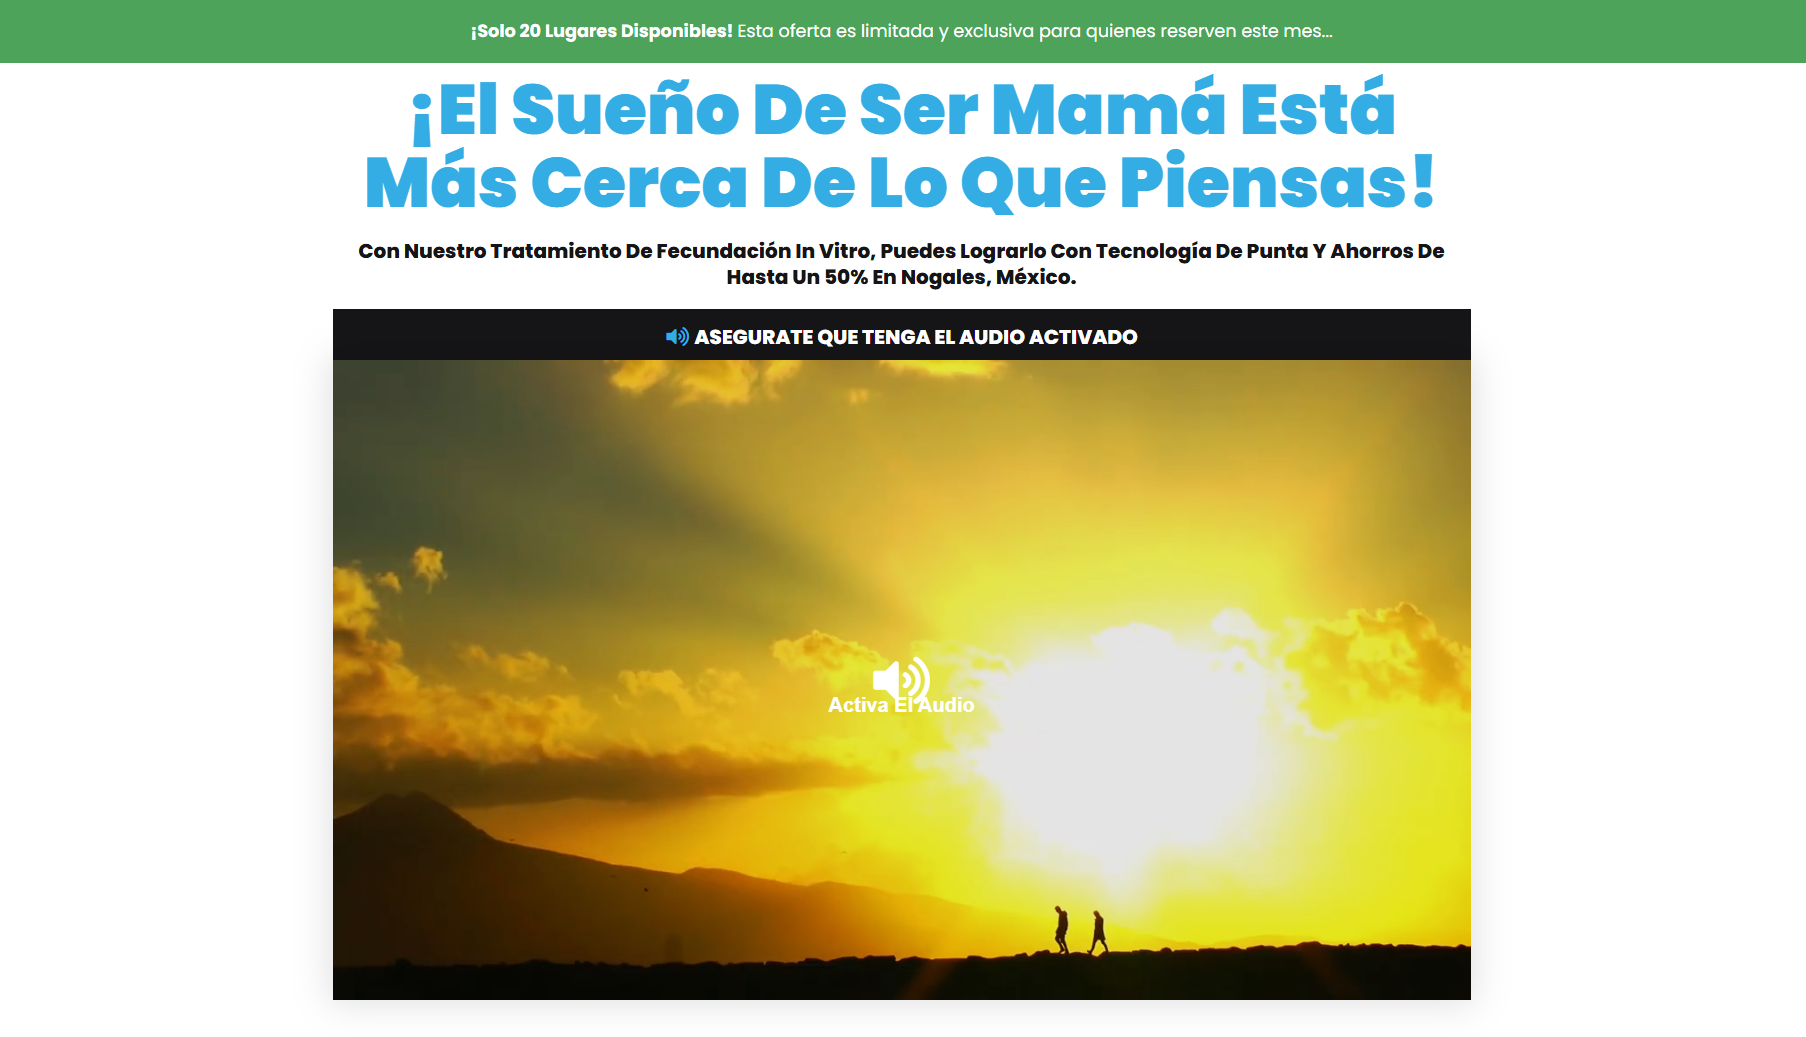 ¡Solo 20 Lugares Disponibles! Esta oferta es limitada y exclusiva para quienes reserven este mes...
¡El Sueño De Ser Mamá Está
Más Cerca De Lo Que Piensas!
Con Nuestro Tratamiento De Fecundación In Vitro, Puedes Lograrlo Con Tecnología De Punta Y Ahorros De
Hasta Un 50% En Nogales, México.
ASEGURATE QUE TENGA EL AUDIO ACTIVADO
Activa El Audio